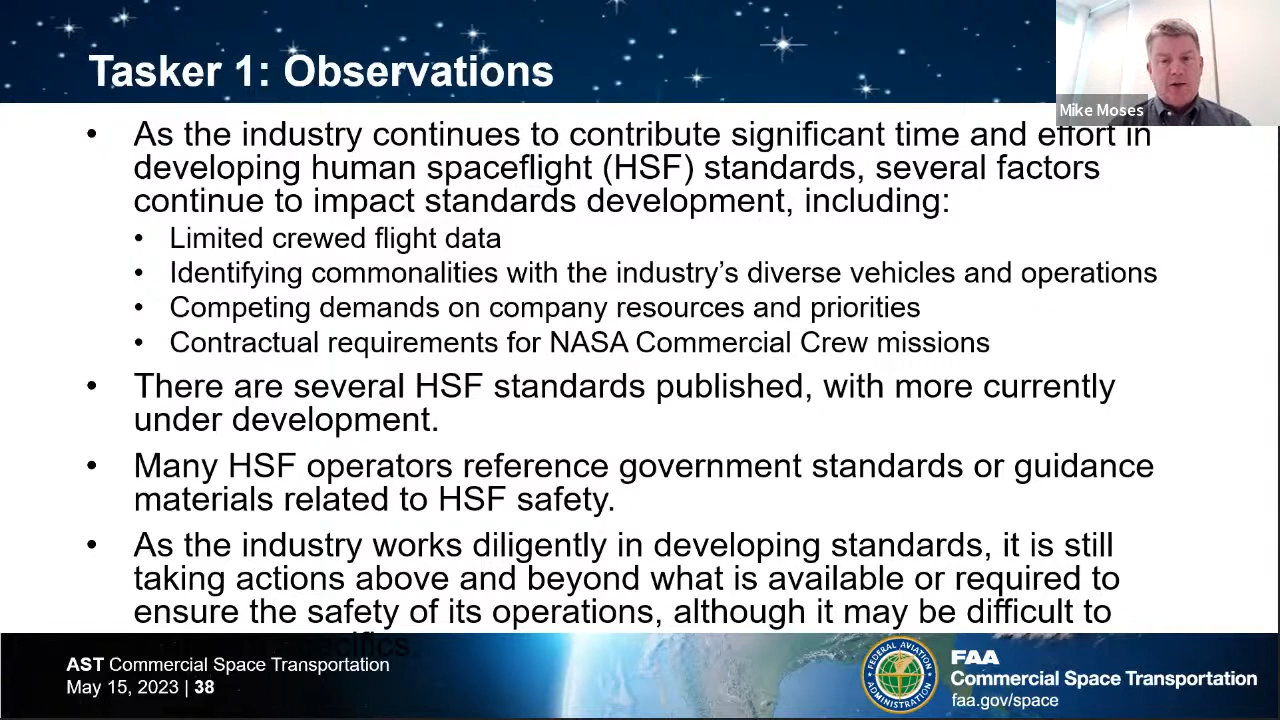 Tasker 1: Observations
Mike Moses
• As the industry continues to contribute significant time and effort in
developing human spaceflight (HSF) standards, several factors
continue to impact standards development, including:
• Limited crewed flight data
• Identifying commonalities with the industry's diverse vehicles and operations
• Competing demands on company resources and priorities
• Contractual requirements for NASA Commercial Crew missions
• There are several HSF standards published, with more currently
under development.
• Many HSF operators reference government standards or guidance
materials related to HSF safety.
• As the industry works diligently in developing standards, it is still
taking actions above and beyond what is available or required to
ensure the safety of its operations, although it may be difficult to
AST Commercial Space Transportation
May 15, 2023 | 38
FEDERAL AVIATION
ADMINISTRATION
FAA
Commercial Space Transportation
faa.gov/space